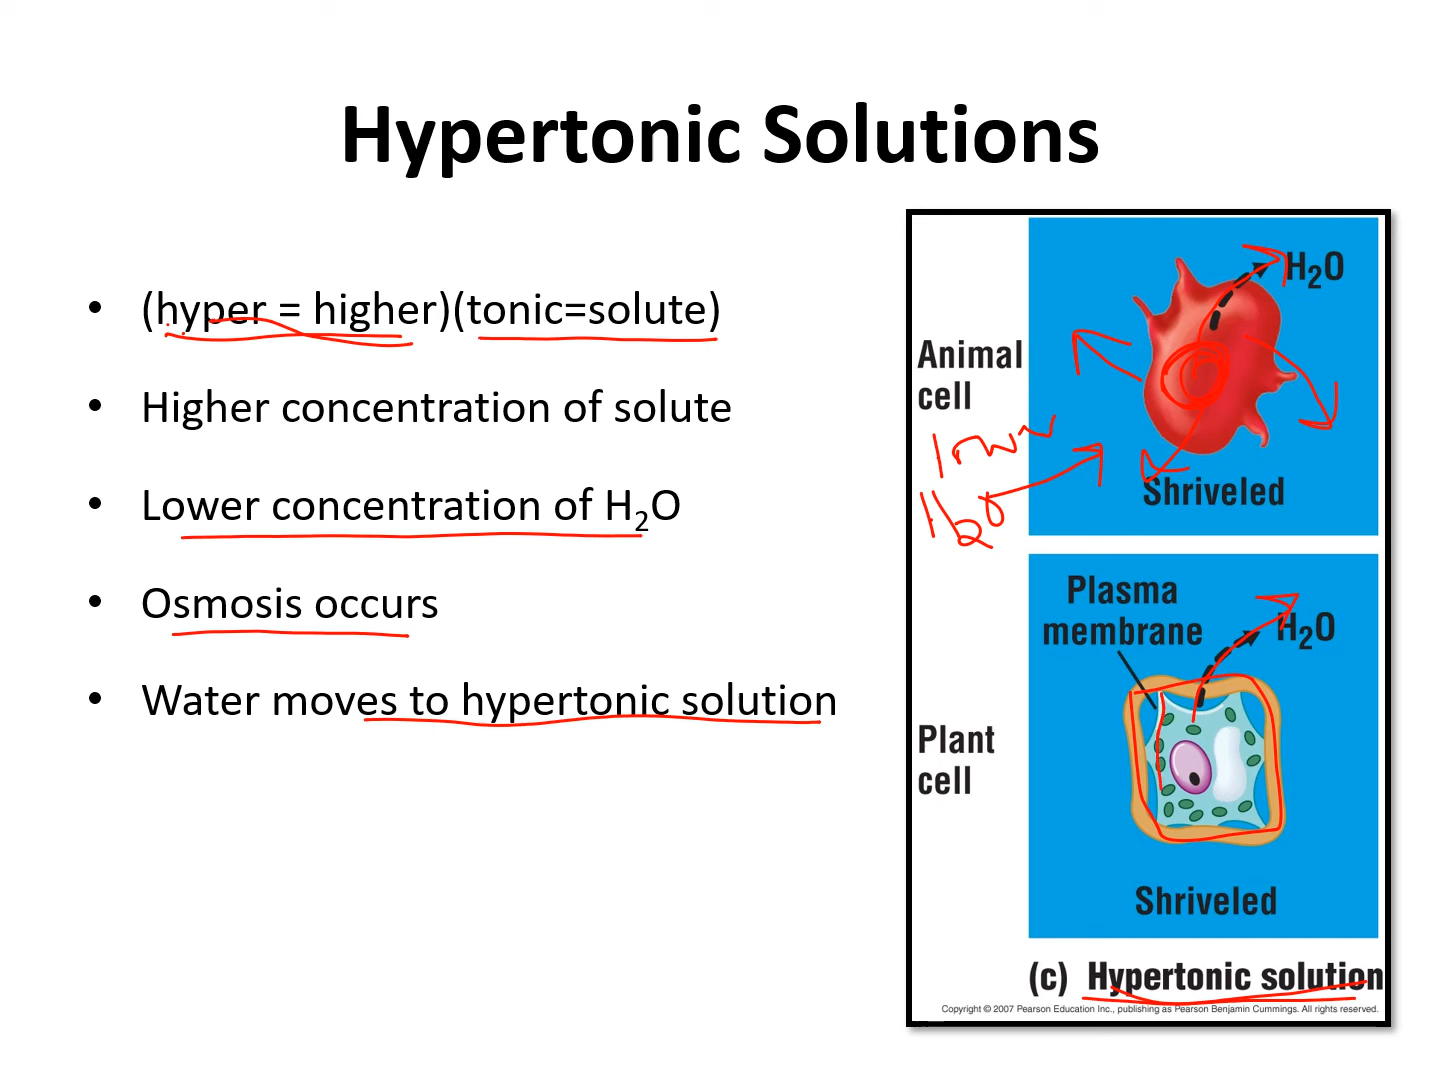 Hypertonic Solutions
• (hyper = higher)(tonic=solute)
• Higher concentration of solute
• Lower concentration of H₂O
• Osmosis occurs
• Water moves to hypertonic solution
H₂O
Animal
cell
low
H₂O
Shriveled
Plasma
membrane
H₂O
Plant
cell
Shriveled
(c) Hypertonic solution
Copyright © 2007 Pearson Education Inc., publishing as Pearson Benjamin Cummings. All rights reserved.